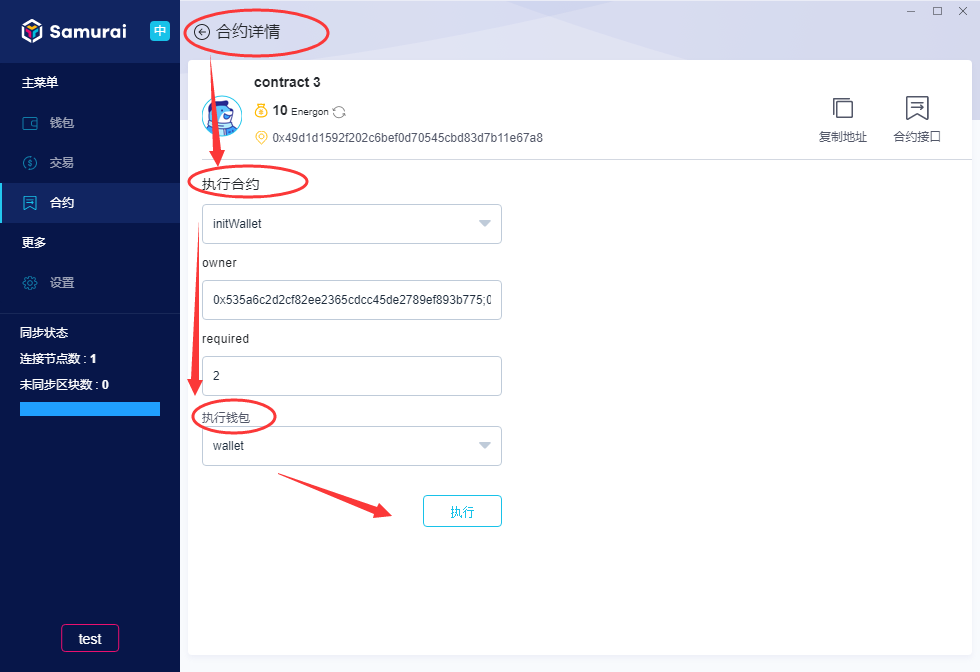 Samurai
中
主菜单
钱包
交易
合约
更多
设置
同步状态
连接节点数 : 1
未同步区块数 : 0
test
合约详情
contract 3
10 Energon
0x49d1d1592f202c6bef0d70545cbd83d7b11e67a8
复制地址
合约接口
执行合约
initWallet
owner
0x535a6c2d2cf82ee2365cdcc45de2789ef893b775;0
required
2
执行钱包
wallet
执行